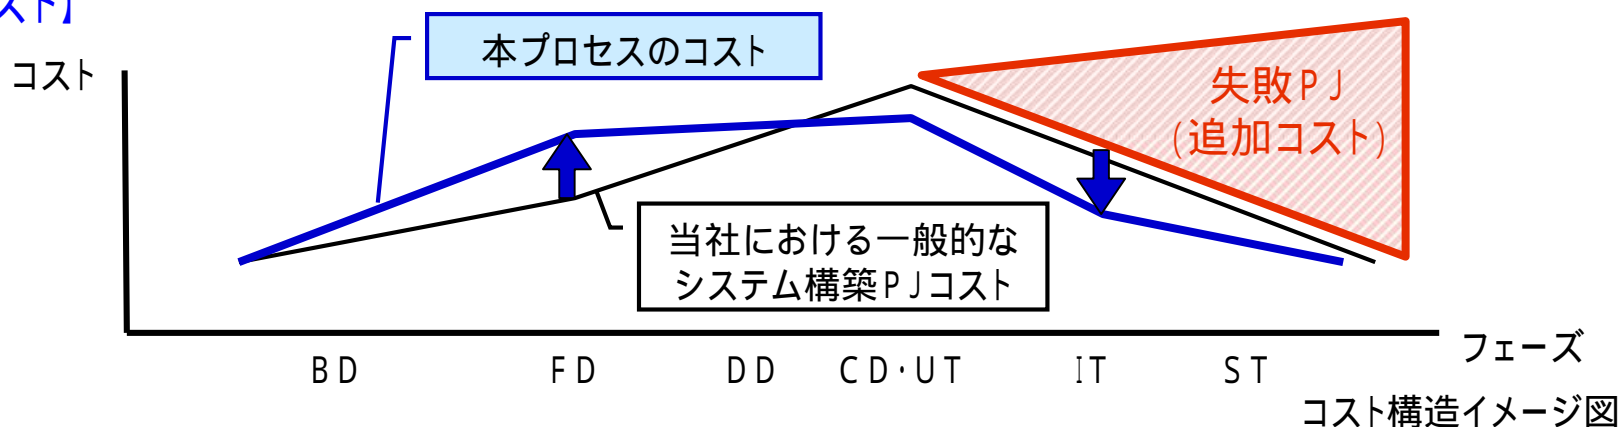 スト】
本プロセスのコスト
コスト
失敗PJ
(追加コスト)
当社における一般的な
システム構築PJコスト
BD FD DD CD・UT IT ST
フェーズ
コスト構造イメージ図